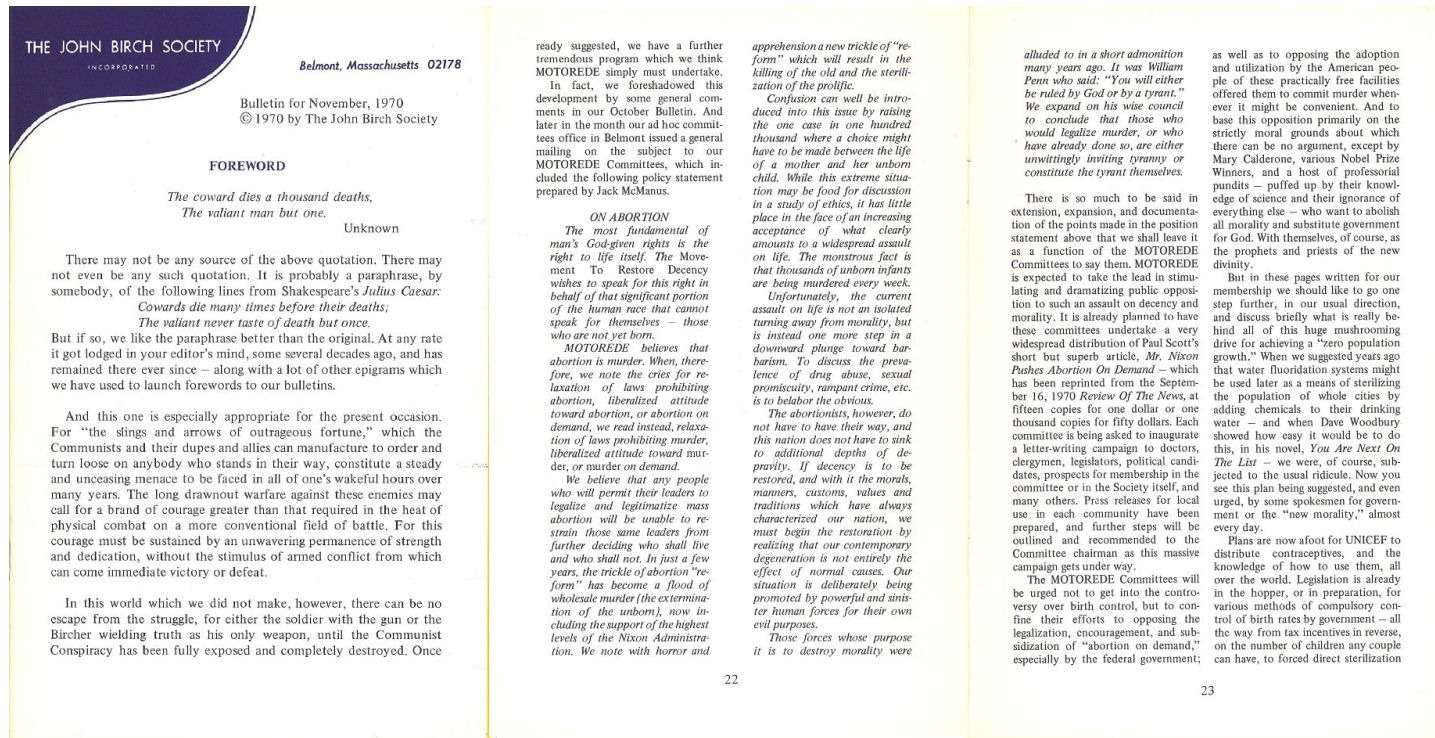 THE JOHN BIRCH SOCIETY
INCORPORATED
Belmont, Massachusetts 02178
Bulletin for November, 1970
© 1970 by The John Birch Society
FOREWORD
The coward dies a thousand deaths,
The valiant man but one.
Unknown
There may not be any source of the above quotation. There may
not even be any such quotation. It is probably a paraphrase, by
somebody, of the following lines from Shakespeare's Julius Caesar:
Cowards die many times before their deaths;
The valiant never taste of death but once.
But if so, we like the paraphrase better than the original. At any rate
it got lodged in your editor's mind, some several decades ago, and has
remained there ever since – along with a lot of other epigrams which
we have used to launch forewords to our bulletins.
And this one is especially appropriate for the present occasion.
For "the slings and arrows of outrageous fortune," which the
Communists and their dupes and allies can manufacture to order and
turn loose on anybody who stands in their way, constitute a steady
and unceasing menace to be faced in all of one's wakeful hours over
many years. The long drawnout warfare against these enemies may
call for a brand of courage greater than that required in the heat of
physical combat on a more conventional field of battle. For this
courage must be sustained by an unwavering permanence of strength
and dedication, without the stimulus of armed conflict from which
can come immediate victory or defeat.
In this world which we did not make, however, there can be no
escape from the struggle, for either the soldier with the gun or the
Bircher wielding truth as his only weapon, until the Communist
Conspiracy has been fully exposed and completely destroyed. Once
ready suggested, we have a further
tremendous program which we think
MOTOREDE simply must undertake.
In fact, we foreshadowed this
development by some general com-
ments in our October Bulletin. And
later in the month our ad hoc commit-
tees office in Belmont issued a general
mailing on the subject to our
MOTOREDE Committees, which in-
cluded the following policy statement
prepared by Jack McManus.
ON ABORTION
The most fundamental of
man's God-given rights is the
right to life itself. The Move-
ment To Restore Decency
wishes to speak for this right in
behalf of that significant portion
of the human race that cannot
speak for themselves – those
who are not yet born.
MOTOREDE believes that
abortion is murder. When, there-
fore, we note the cries for re-
laxation of laws prohibiting
abortion, liberalized attitude
toward abortion, or abortion on
demand, we read instead, relaxa-
tion of laws prohibiting murder,
liberalized attitude toward mur-
der, or murder on demand.
We believe that any people
who will permit their leaders to
legalize and legitimatize mass
abortion will be unable to re-
strain those same leaders from
further deciding who shall live
and who shall not. In just a few
years, the trickle of abortion "re-
form" has become a flood of
wholesale murder (the extermina-
tion of the unborn), now in-
cluding the support of the highest
levels of the Nixon Administra-
tion. We note with horror and
apprehension a new trickle of "re-
form" which will result in the
killing of the old and the sterili-
zation of the prolific.
Confusion can well be intro-
duced into this issue by raising
the one case in one hundred
thousand where a choice might
have to be made between the life
of a mother and her unborn
child. While this extreme situa-
tion may be food for discussion
in a study of ethics, it has little
place in the face of an increasing
acceptance of what clearly
amounts to a widespread assault
on life. The monstrous fact is
that thousands of unborn infants
are being murdered every week.
Unfortunately, the current
assault on life is not an isolated
turning away from morality, but
is instead one more step in a
downward plunge toward bar-
barism. To discuss the preva-
lence of drug abuse, sexual
promiscuity, rampant crime, etc.
is to belabor the obvious.
The abortionists, however, do
not have to have their way, and
this nation does not have to sink
to additional depths of de-
pravity. If decency is to be
restored, and with it the morals,
manners, customs, values and
traditions which have always
characterized our nation, we
must begin the restoration by
realizing that our contemporary
degeneration is not entirely the
effect of normal causes. Our
situation is deliberately being
promoted by powerful and sinis-
ter human forces for their own
evil purposes.
Those forces whose purpose
it is to destroy morality were
22
alluded to in a short admonition
many years ago. It was William
Penn who said: "You will either
be ruled by God or by a tyrant."
We expand on his wise council
to conclude that those who
would legalize murder, or who
have already done so, are either
unwittingly inviting tyranny or
constitute the tyrant themselves.
There is so much to be said in
extension, expansion, and documenta-
tion of the points made in the position
statement above that we shall leave it
as a function of the MOTOREDE
Committees to say them. MOTOREDE
is expected to take the lead in stimu-
lating and dramatizing public opposi-
tion to such an assault on decency and
morality. It is already planned to have
these committees undertake a very
widespread distribution of Paul Scott's
short but superb article, Mr. Nixon
Pushes Abortion On Demand – which
has been reprinted from the Septem-
ber 16, 1970 Review Of The News, at
fifteen copies for one dollar or one
thousand copies for fifty dollars. Each
committee is being asked to inaugurate
a letter-writing campaign to doctors,
clergymen, legislators, political candi-
dates, prospects for membership in the
committee or in the Society itself, and
many others. Press releases for local
use in each community have been
prepared, and further steps will be
outlined and recommended to the
Committee chairman as this massive
campaign gets under way.
The MOTOREDE Committees will
be urged not to get into the contro-
versy over birth control, but to con-
fine their efforts to opposing the
legalization, encouragement, and sub-
sidization of "abortion on demand,"
especially by the federal government;
as well as to opposing the adoption
and utilization by the American peo-
ple of these practically free facilities
offered them to commit murder when-
ever it might be convenient. And to
base this opposition primarily on the
strictly moral grounds about which
there can be no argument, except by
Mary Calderone, various Nobel Prize
Winners, and a host of professorial
pundits – puffed up by their knowl-
edge of science and their ignorance of
everything else – who want to abolish
all morality and substitute government
for God. With themselves, of course, as
the prophets and priests of the new
divinity.
But in these pages written for our
membership we should like to go one
step further, in our usual direction,
and discuss briefly what is really be-
hind all of this huge mushrooming
drive for achieving a "zero population
growth." When we suggested years ago
that water fluoridation systems might
be used later as a means of sterilizing
the population of whole cities by
adding chemicals to their drinking
water – and when Dave Woodbury
showed how easy it would be to do
this, in his novel, You Are Next On
The List – we were, of course, sub-
jected to the usual ridicule. Now you
see this plan being suggested, and even
urged, by some spokesmen for govern-
ment or the "new morality," almost
every day.
Plans are now afoot for UNICEF to
distribute contraceptives, and the
knowledge of how to use them, all
over the world. Legislation is already
in the hopper, or in preparation, for
various methods of compulsory con-
trol of birth rates by government – all
the way from tax incentives in reverse,
on the number of children any couple
can have, to forced direct sterilization
23